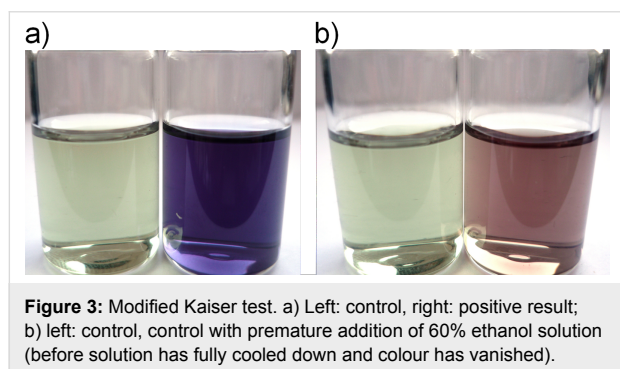 a) b)
Figure 3: Modified Kaiser test. a) Left: control, right: positive result;
b) left: control, control with premature addition of 60% ethanol solution
(before solution has fully cooled down and colour has vanished).